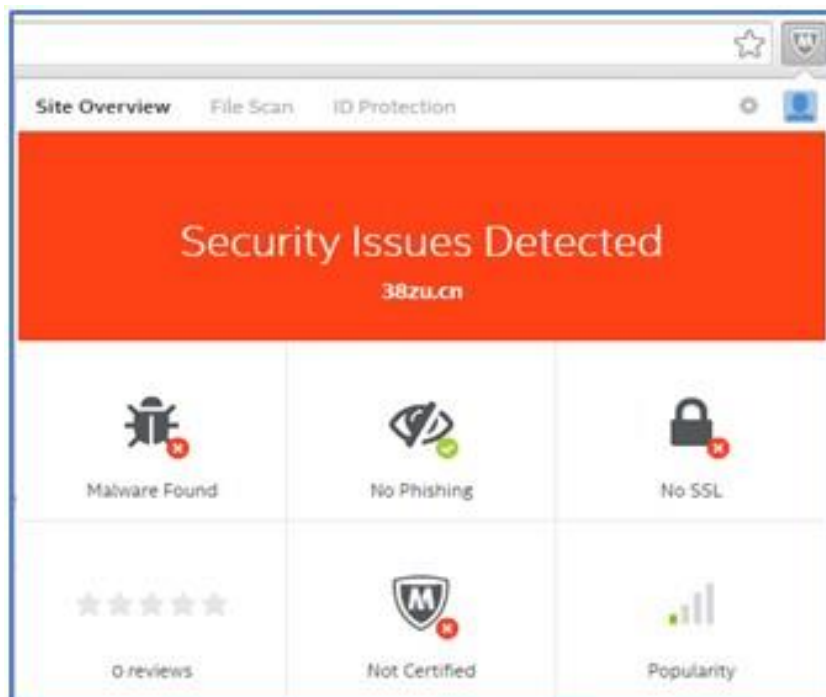 Site Overview File Scan ID Protection
Security Issues Detected
38zu.cn
Malware Found No Phishing No SSL
0 reviews Not Certified Popularity